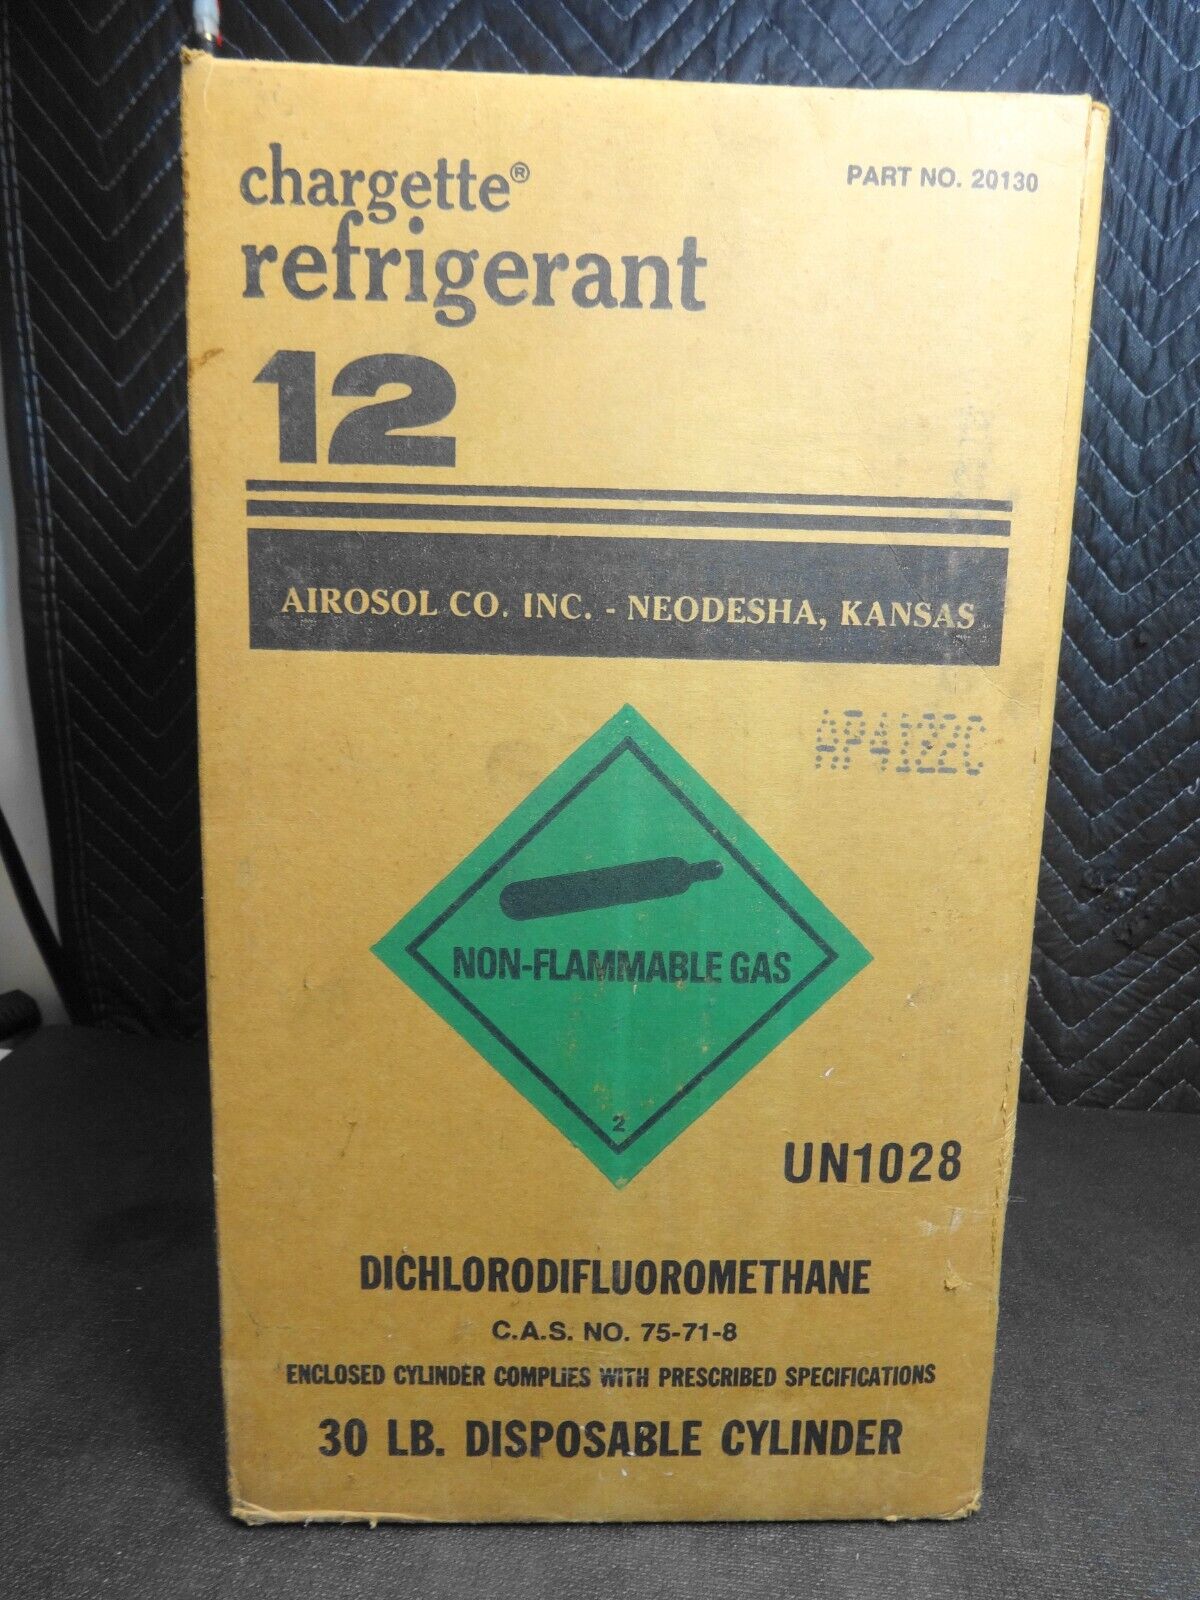 chargette®
PART NO. 20130
refrigerant
12
AIROSOL CO. INC. - NEODESHA, KANSAS
AP4122C
NON-FLAMMABLE GAS
2
UN1028
DICHLORODIFLUOROMETHANE
C.A.S. NO. 75-71-8
ENCLOSED CYLINDER COMPLIES WITH PRESCRIBED SPECIFICATIONS
30 LB. DISPOSABLE CYLINDER